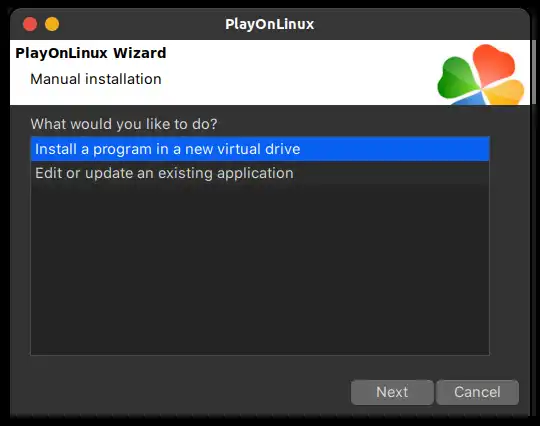 PlayOnLinux
PlayOnLinux Wizard
Manual installation
What would you like to do?
Install a program in a new virtual drive
Edit or update an existing application
Next
Cancel